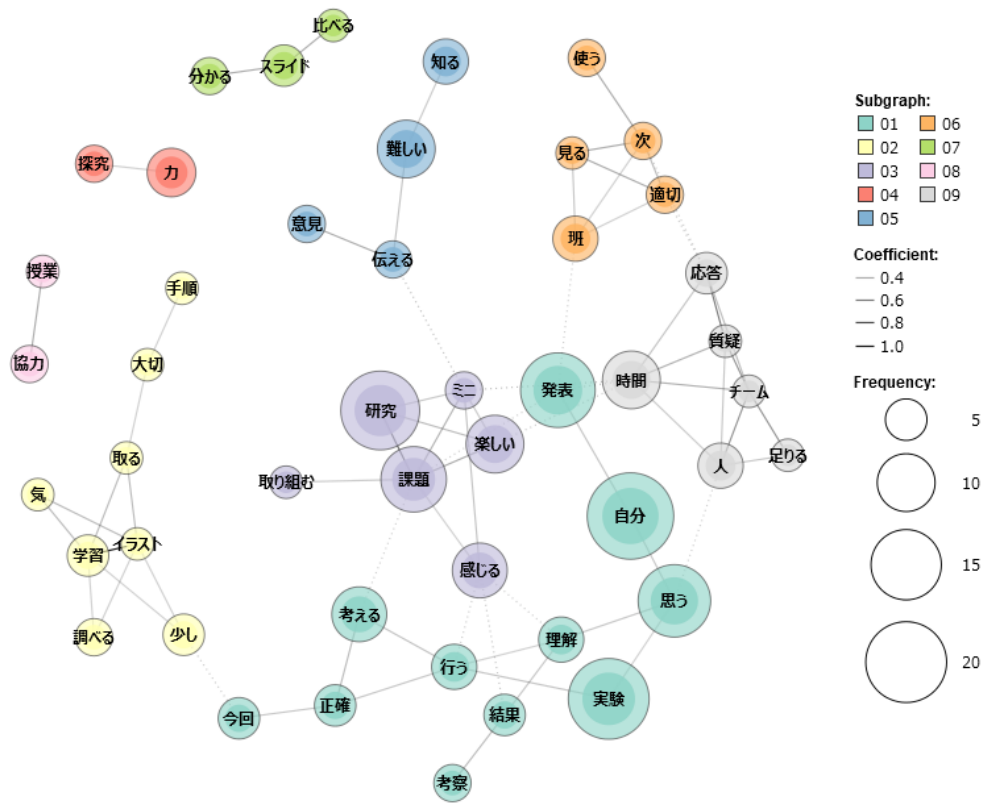 比べる
分かる
スライド
知る
使う
難しい
次
見る
探究
力
適切
意見
班
伝える
授業
手順
応答
協力
大切
質疑
ミニ
発表
時間
チーム
研究
楽しい
取る
課題
取り組む
人
足りる
気
自分
学習
イラスト
感じる
思う
調べる
少し
考える
理解
行う
実験
今回
正確
結果
考察
Subgraph:
01 06
02 07
03 08
04 09
05
Coefficient:
0.4
0.6
0.8
1.0
Frequency:
5
10
15
20